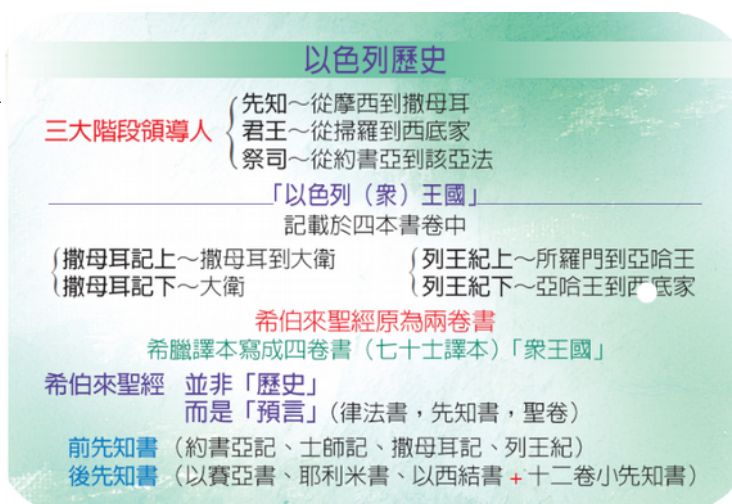 以色列歷史
三大階段領導人
先知～從摩西到撒母耳
君王～從掃羅到西底家
祭司～從約書亞到該亞法
「以色列（眾）王國」
記載於四本書卷中
撒母耳記上～撒母耳到大衛
撒母耳記下～大衛
列王紀上～所羅門到亞哈王
列王紀下～亞哈王到西底家
希伯來聖經原為兩卷書
希臘譯本寫成四卷書（七十士譯本）「眾王國」
希伯來聖經 並非「歷史」
而是「預言」（律法書，先知書，聖卷）
前先知書（約書亞記、士師記、撒母耳記、列王紀）
後先知書（以賽亞書、耶利米書、以西結書 + 十二卷小先知書）